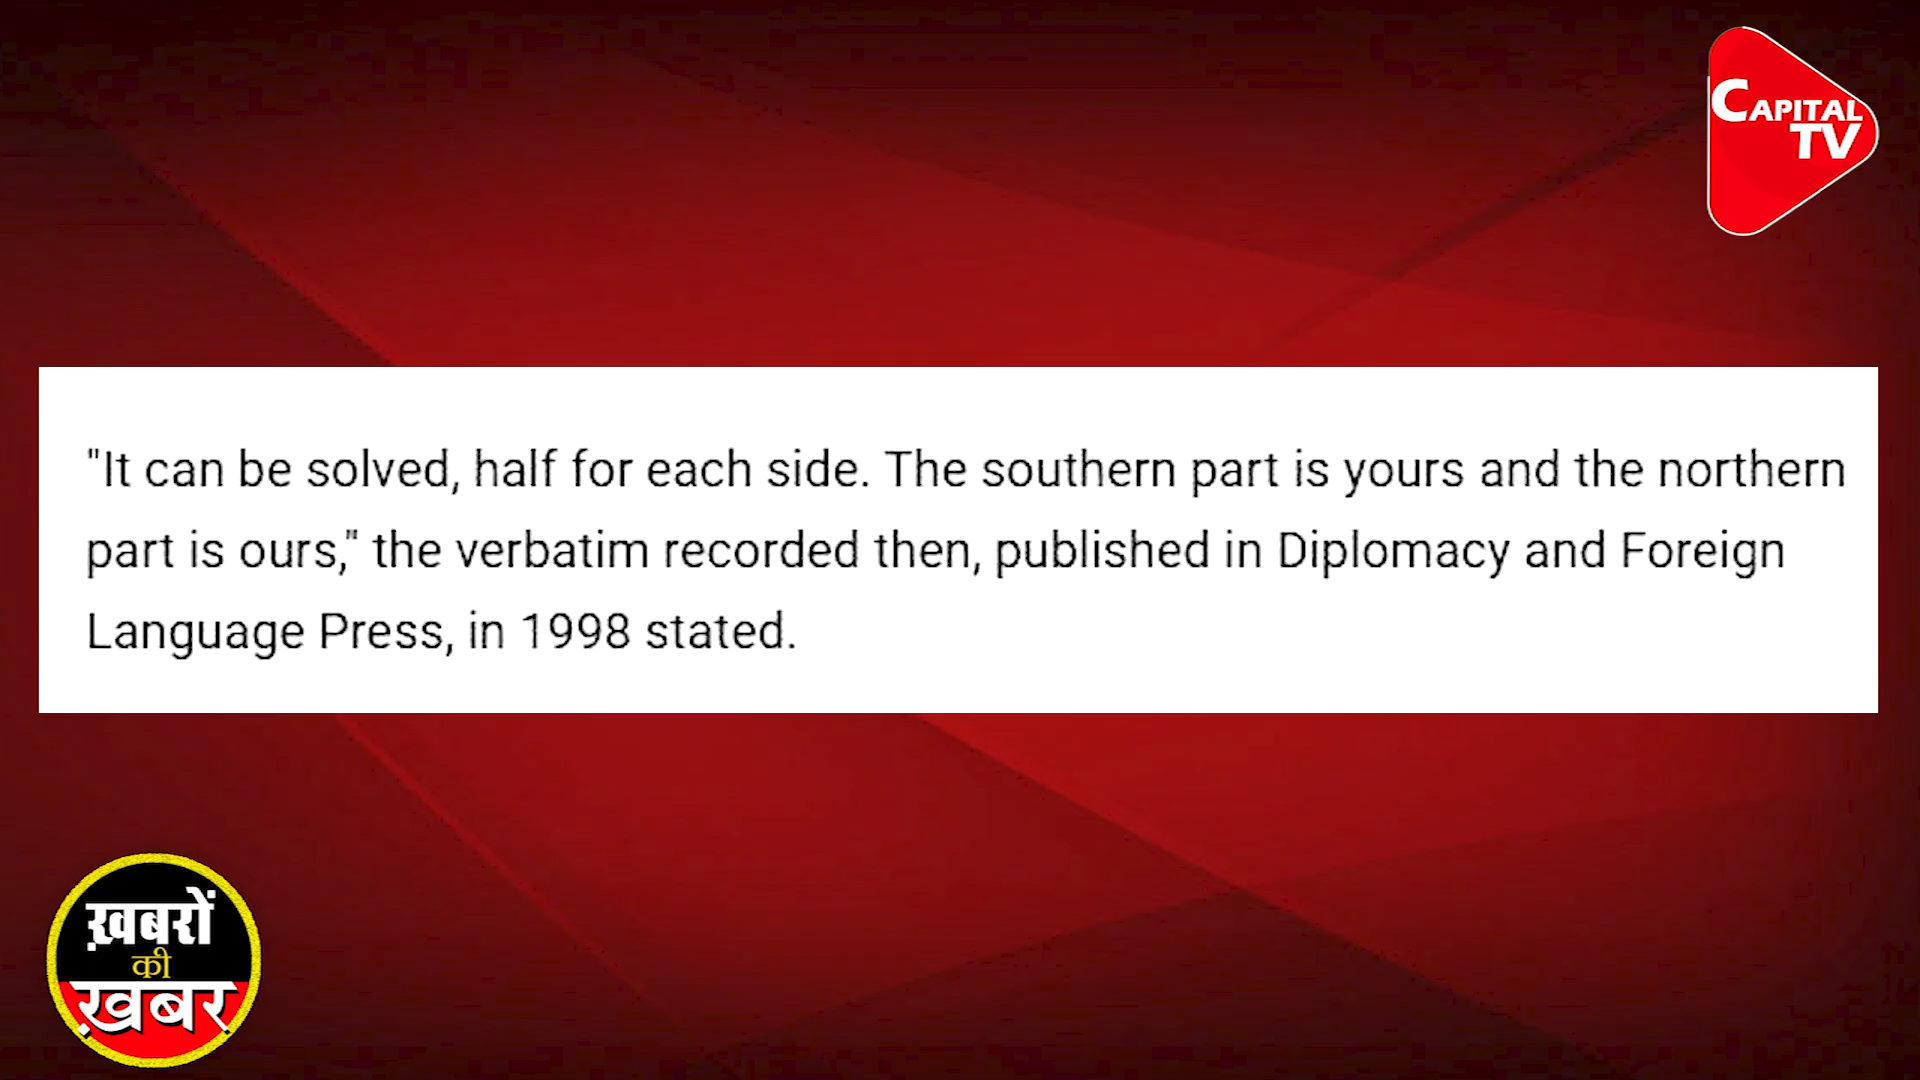 CAPITAL
TV
"It can be solved, half for each side. The southern part is yours and the northern
part is ours," the verbatim recorded then, published in Diplomacy and Foreign
Language Press, in 1998 stated.
ख़बरों
की
ख़बर